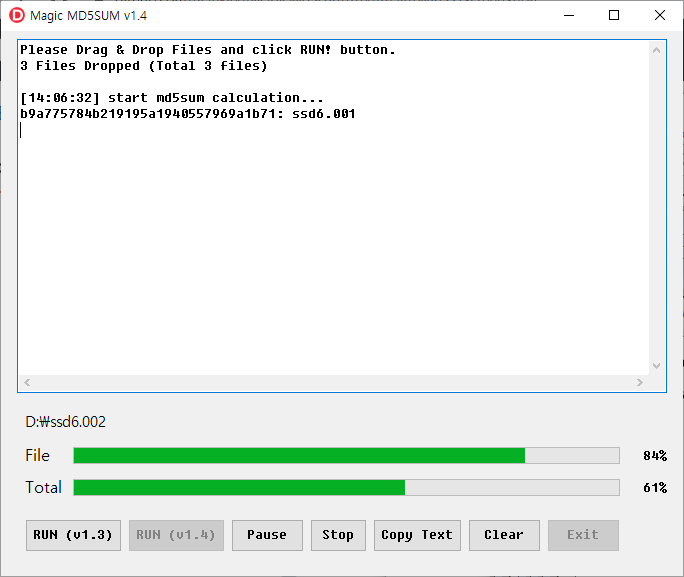 Magic MD5SUM v1.4
Please Drag & Drop Files and click RUN! button.
3 Files Dropped (Total 3 files)
[14:06:32] start md5sum calculation...
b9a775784b219195a1940557969a1b71: ssd6.001
D:₩ssd6.002
File 84%
Total 61%
RUN (v1.3) RUN (v1.4) Pause Stop Copy Text Clear Exit